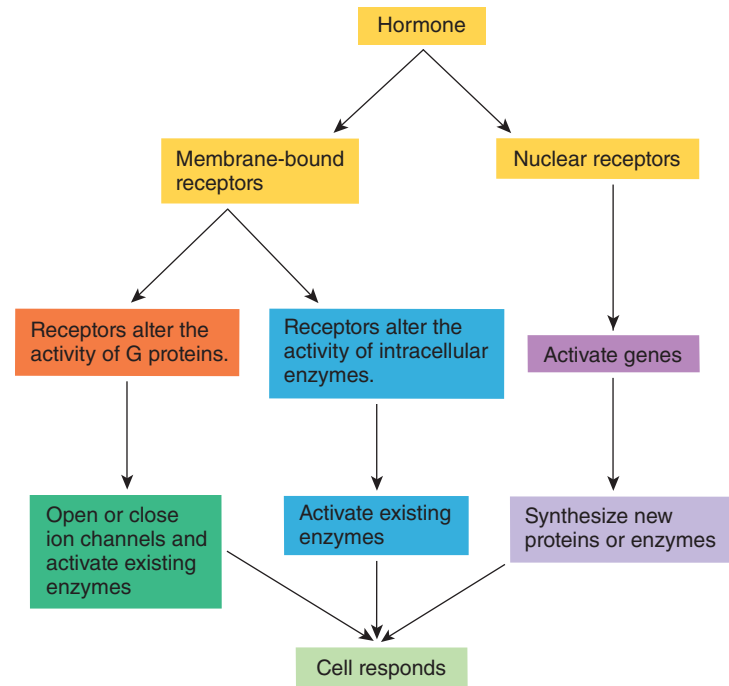 Hormone
Membrane-bound
receptors
Nuclear receptors
Receptors alter the
activity of G proteins.
Receptors alter the
activity of intracellular
enzymes.
Activate genes
Open or close
ion channels and
activate existing
enzymes
Activate existing
enzymes
Synthesize new
proteins or enzymes
Cell responds